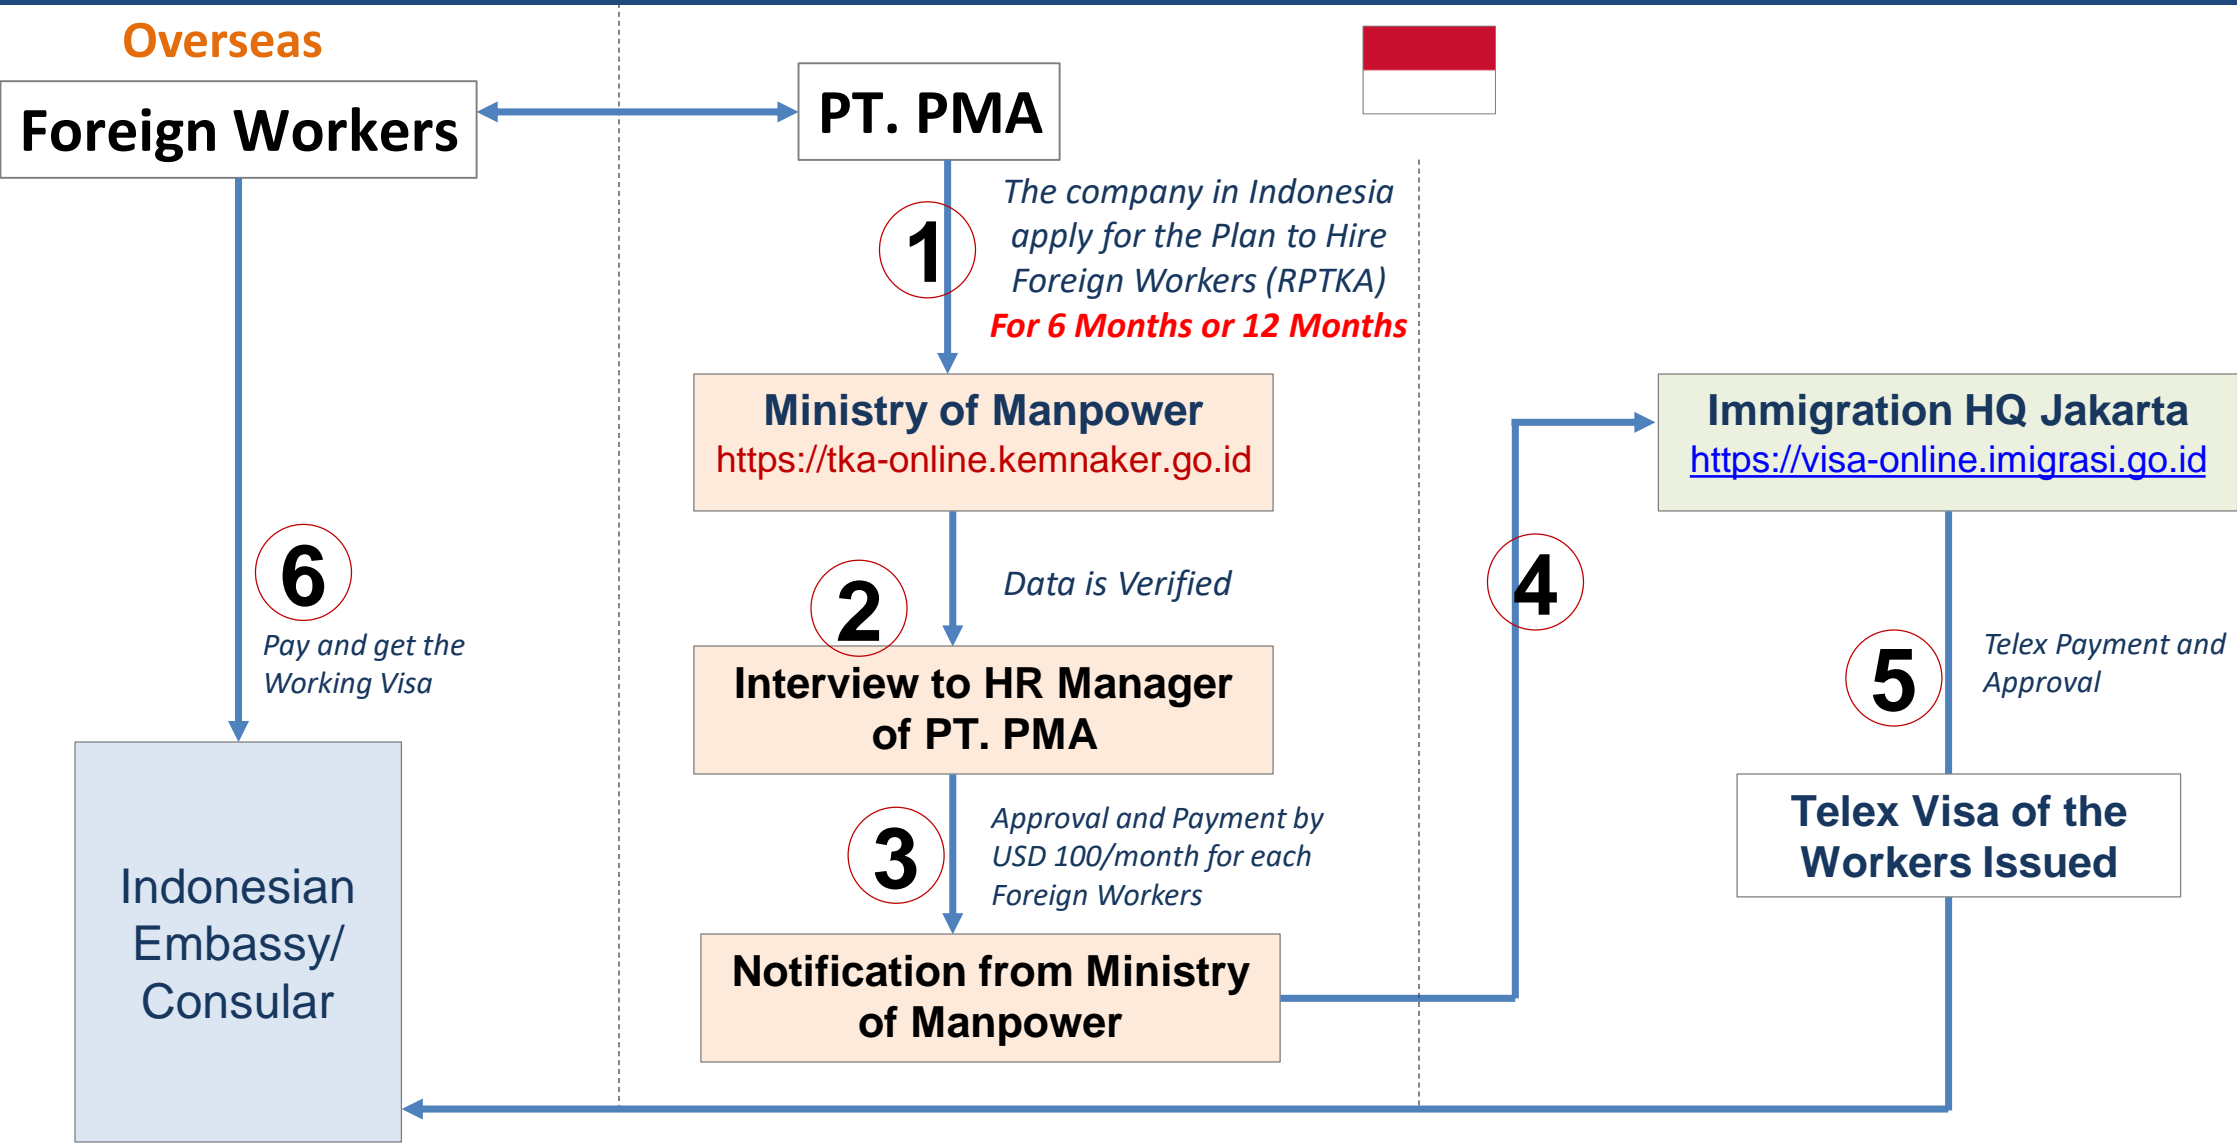 Overseas
Foreign Workers
PT. PMA
1
The company in Indonesia
apply for the Plan to Hire
Foreign Workers (RPTKA)
For 6 Months or 12 Months
Ministry of Manpower
https://tka-online.kemnaker.go.id
2
Data is Verified
Interview to HR Manager
of PT. PMA
3
Approval and Payment by
USD 100/month for each
Foreign Workers
Notification from Ministry
of Manpower
4
Immigration HQ Jakarta
https://visa-online.imigrasi.go.id
5
Telex Payment and
Approval
Telex Visa of the
Workers Issued
6
Pay and get the
Working Visa
Indonesian
Embassy/
Consular